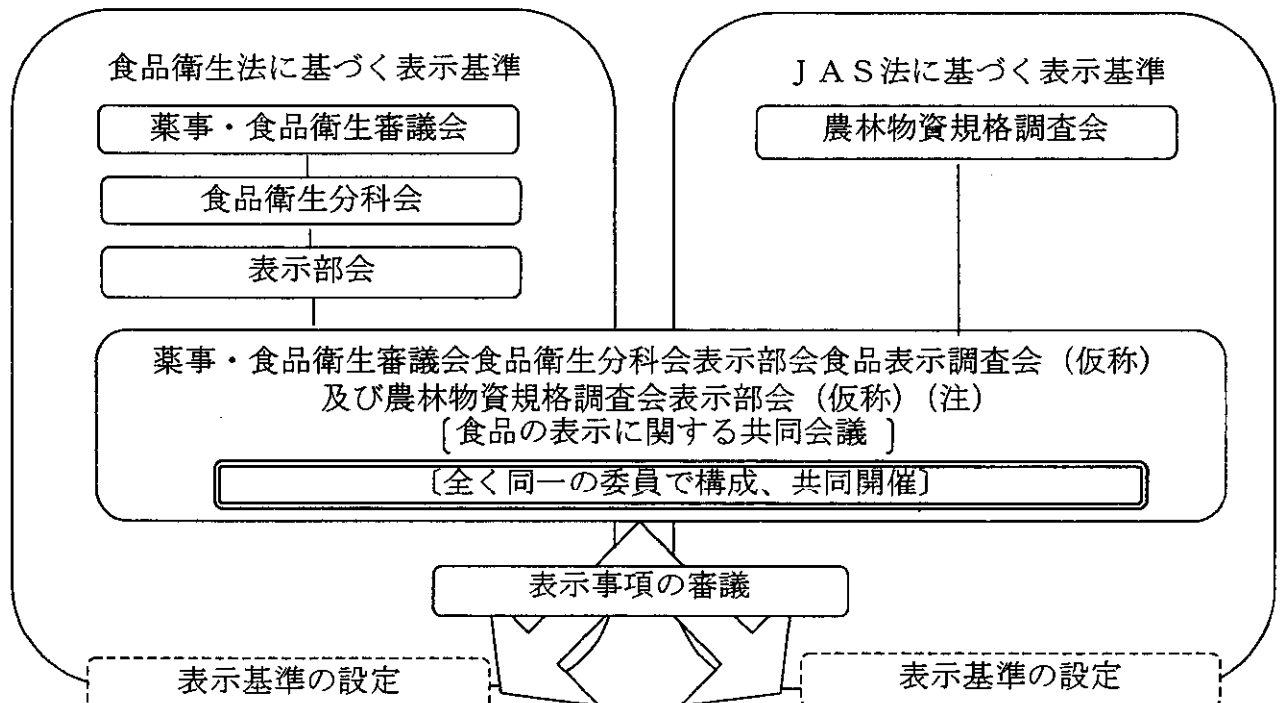 食品衛生法に基づく表示基準
薬事・食品衛生審議会
食品衛生分科会
表示部会
ＪＡＳ法に基づく表示基準
農林物資規格調査会
薬事・食品衛生審議会食品衛生分科会表示部会食品表示調査会（仮称）
及び農林物資規格調査会表示部会（仮称）（注）
〔食品の表示に関する共同会議〕
〔全く同一の委員で構成、共同開催〕
表示事項の審議
表示基準の設定
表示基準の設定